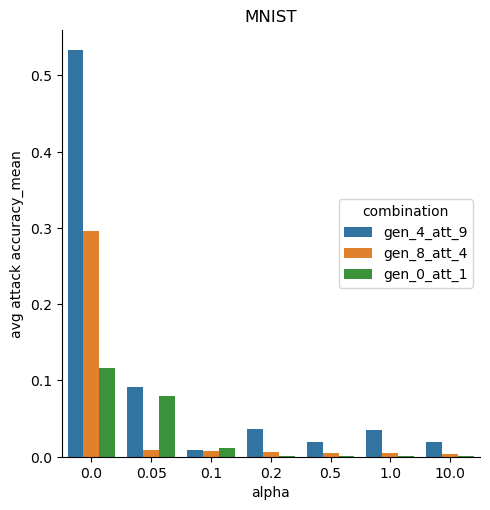 MNIST
avg attack accuracy_mean
0.5
0.4
0.3
0.2
0.1
0.0
combination
gen_4_att_9
gen_8_att_4
gen_0_att_1
0.0 0.05 0.1 0.2 0.5 1.0 10.0
alpha